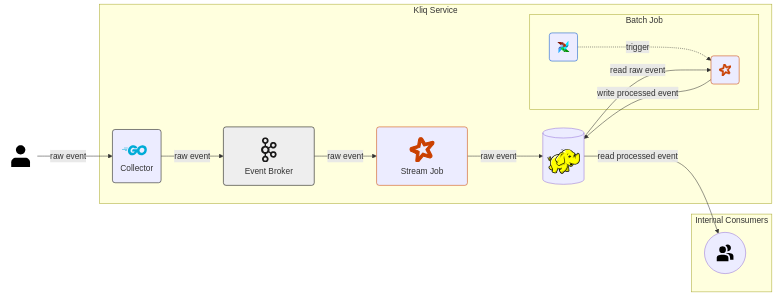 Kliq Service
Batch Job
trigger
read raw event
write processed event
raw event
GO
Collector
raw event
Event Broker
raw event
Stream Job
raw event
read processed event
Internal Consumers